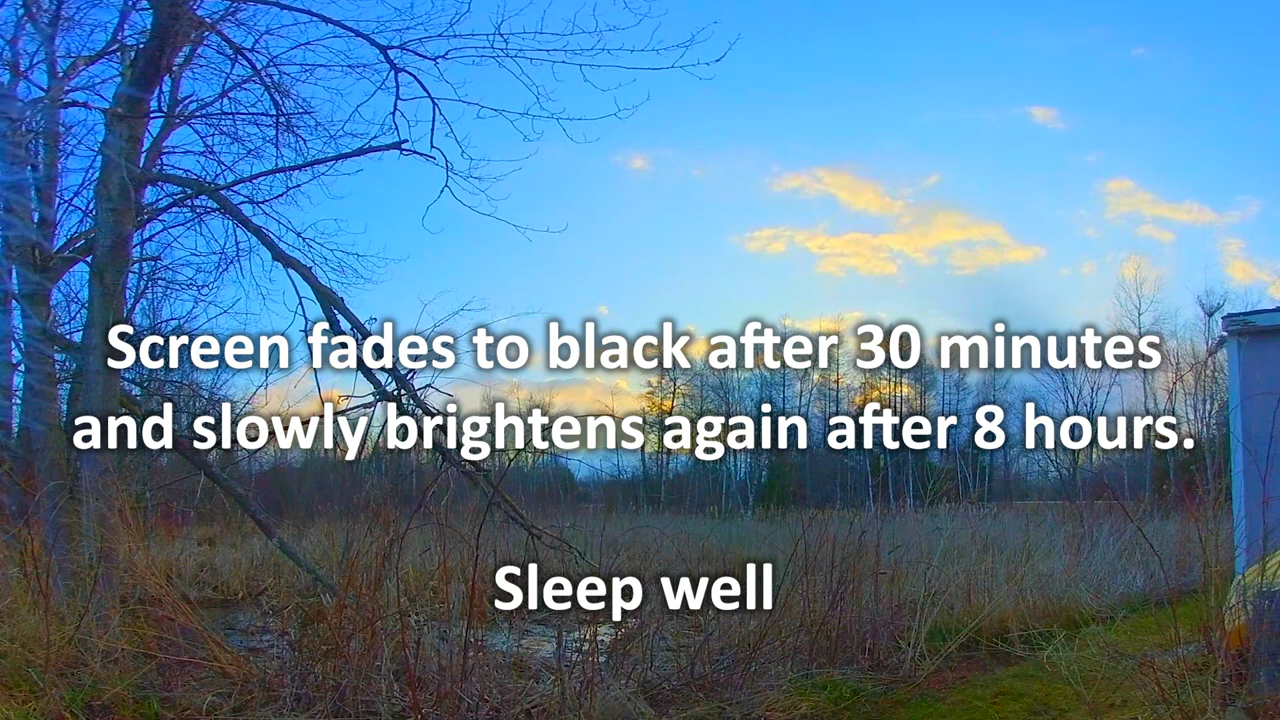 Screen fades to black after 30 minutes
and slowly brightens again after 8 hours.
Sleep well